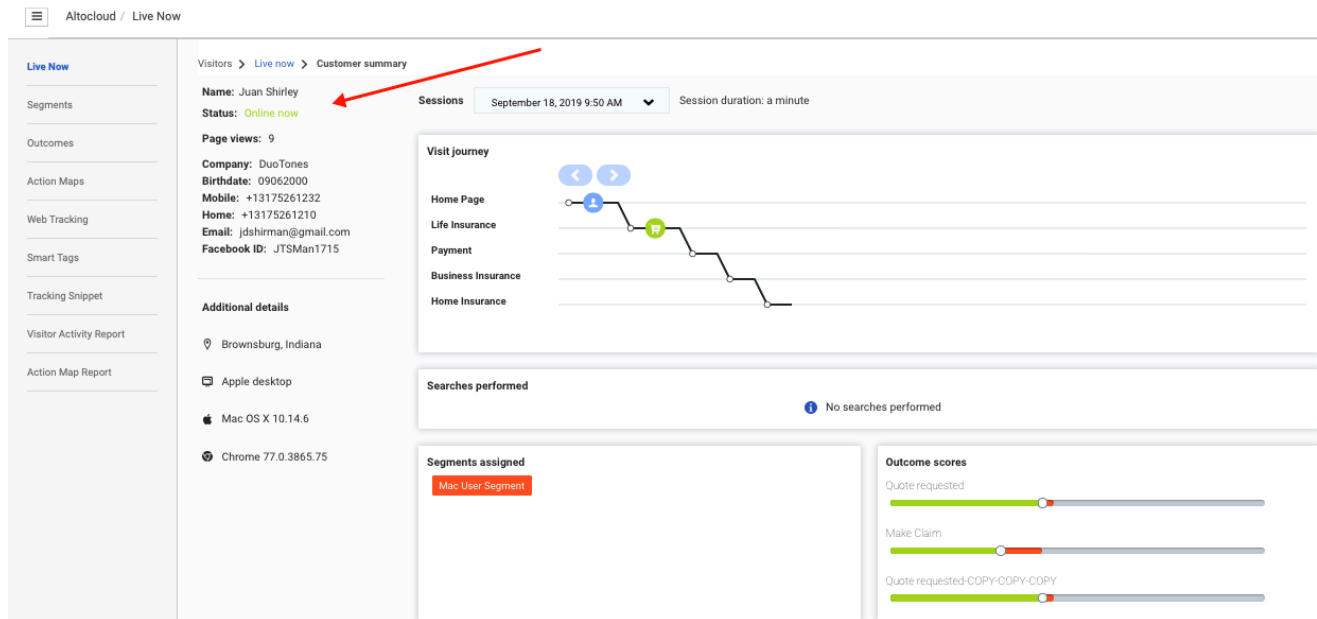 Altocloud / Live Now
Live Now
Segments
Outcomes
Action Maps
Web Tracking
Smart Tags
Tracking Snippet
Visitor Activity Report
Action Map Report
Visitors > Live now > Customer summary
Name: Juan Shirley
Status: Online now
Page views: 9
Company: DuoTones
Birthdate: 09062000
Mobile: +13175261232
Home: +13175261210
Email: jdshirman@gmail.com
Facebook ID: JTSMan1715
Additional details
Brownsburg, Indiana
Apple desktop
Mac OS X 10.14.6
Chrome 77.0.3865.75
Sessions September 18, 2019 9:50 AM Session duration: a minute
Visit journey
Home Page
Life Insurance
Payment
Business Insurance
Home Insurance
Searches performed
No searches performed
Segments assigned
Mac User Segment
Outcome scores
Quote requested
Make Claim
Quote requested-COPY-COPY-COPY